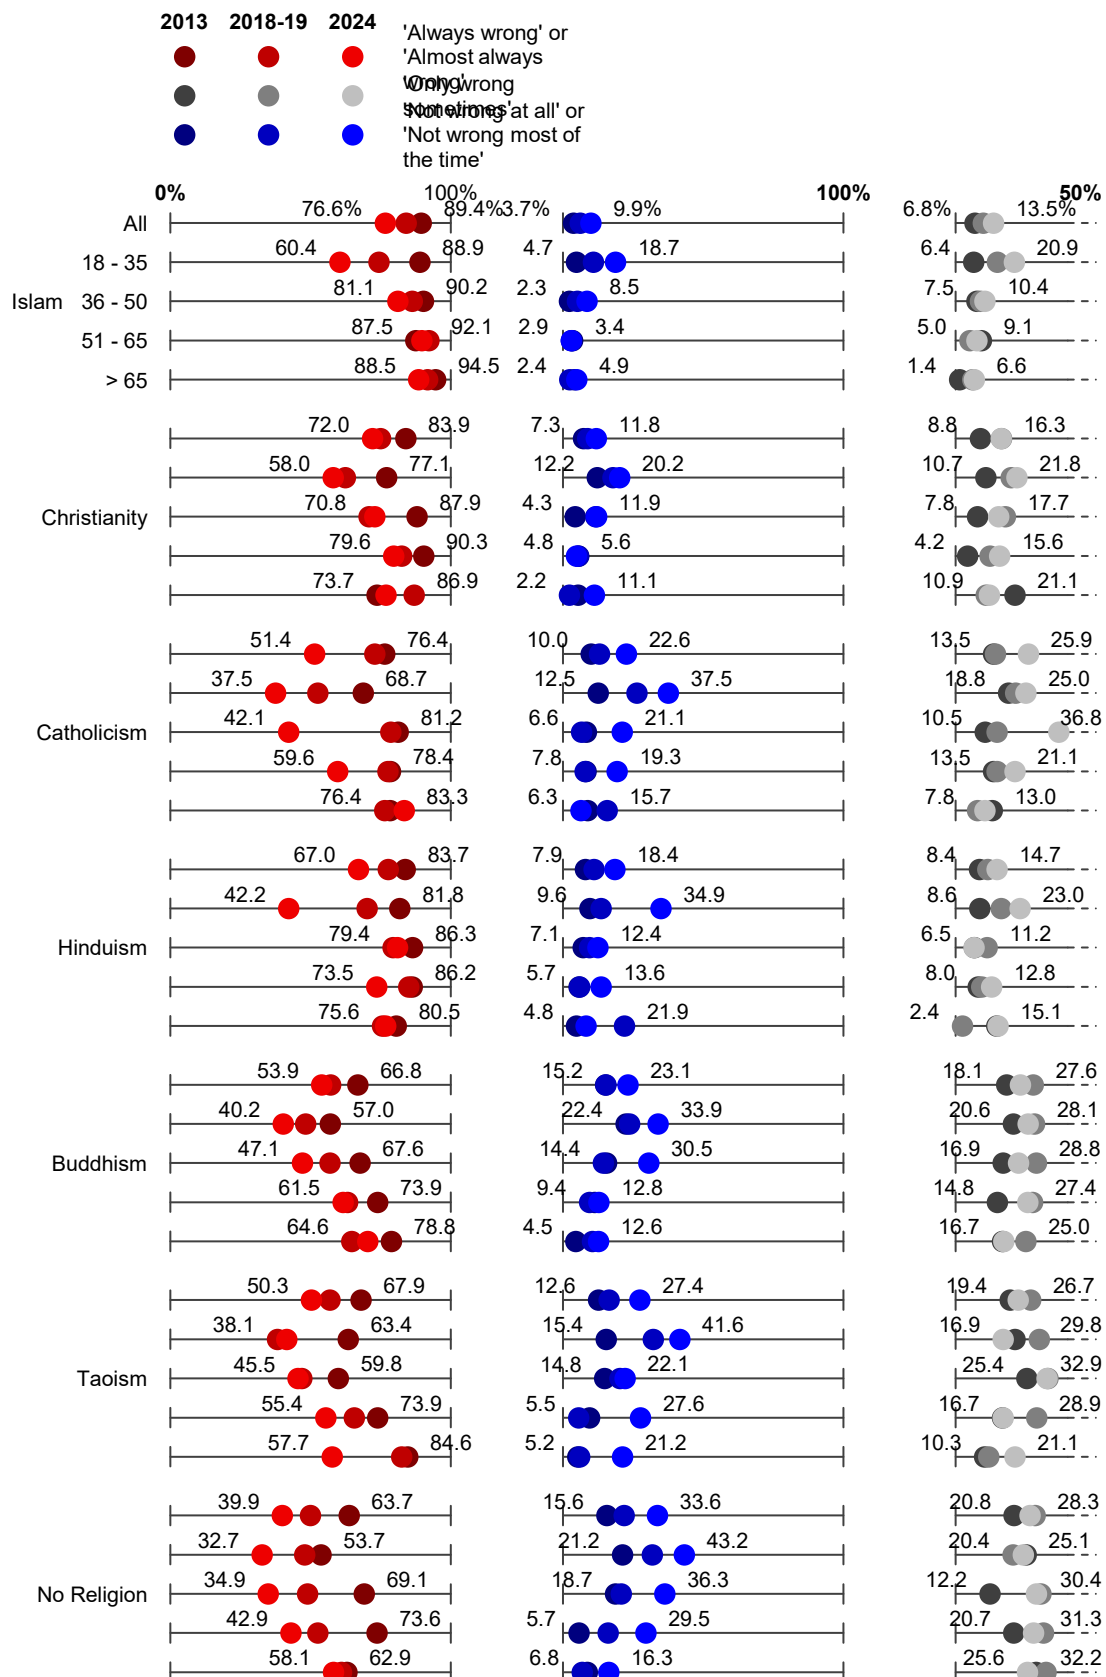 2013 2018-19 2024
'Always wrong' or
'Almost always
wrong'
'Only wrong
sometimes'
'Not wrong at all' or
'Not wrong most of
the time'
0% 100% 100% 50%
All 76.6% 89.4% 3.7% 9.9% 6.8% 13.5%
18 - 35 60.4 88.9 4.7 18.7 6.4 20.9
Islam 36 - 50 81.1 90.2 2.3 8.5 7.5 10.4
51 - 65 87.5 92.1 2.9 3.4 5.0 9.1
> 65 88.5 94.5 2.4 4.9 1.4 6.6
72.0 83.9 7.3 11.8 8.8 16.3
58.0 77.1 12.2 20.2 10.7 21.8
Christianity 70.8 87.9 4.3 11.9 7.8 17.7
79.6 90.3 4.8 5.6 4.2 15.6
73.7 86.9 2.2 11.1 10.9 21.1
51.4 76.4 10.0 22.6 13.5 25.9
37.5 68.7 12.5 37.5 18.8 25.0
Catholicism 42.1 81.2 6.6 21.1 10.5 36.8
59.6 78.4 7.8 19.3 13.5 21.1
76.4 83.3 6.3 15.7 7.8 13.0
67.0 83.7 7.9 18.4 8.4 14.7
42.2 81.8 9.6 34.9 8.6 23.0
Hinduism 79.4 86.3 7.1 12.4 6.5 11.2
73.5 86.2 5.7 13.6 8.0 12.8
75.6 80.5 4.8 21.9 2.4 15.1
53.9 66.8 15.2 23.1 18.1 27.6
40.2 57.0 22.4 33.9 20.6 28.1
Buddhism 47.1 67.6 14.4 30.5 16.9 28.8
61.5 73.9 9.4 12.8 14.8 27.4
64.6 78.8 4.5 12.6 16.7 25.0
50.3 67.9 12.6 27.4 19.4 26.7
38.1 63.4 15.4 41.6 16.9 29.8
Taoism 45.5 59.8 14.8 22.1 25.4 32.9
55.4 73.9 5.5 27.6 16.7 28.9
57.7 84.6 5.2 21.2 10.3 21.1
39.9 63.7 15.6 33.6 20.8 28.3
32.7 53.7 21.2 43.2 20.4 25.1
No Religion 34.9 69.1 18.7 36.3 12.2 30.4
42.9 73.6 5.7 29.5 20.7 31.3
58.1 62.9 6.8 16.3 25.6 32.2